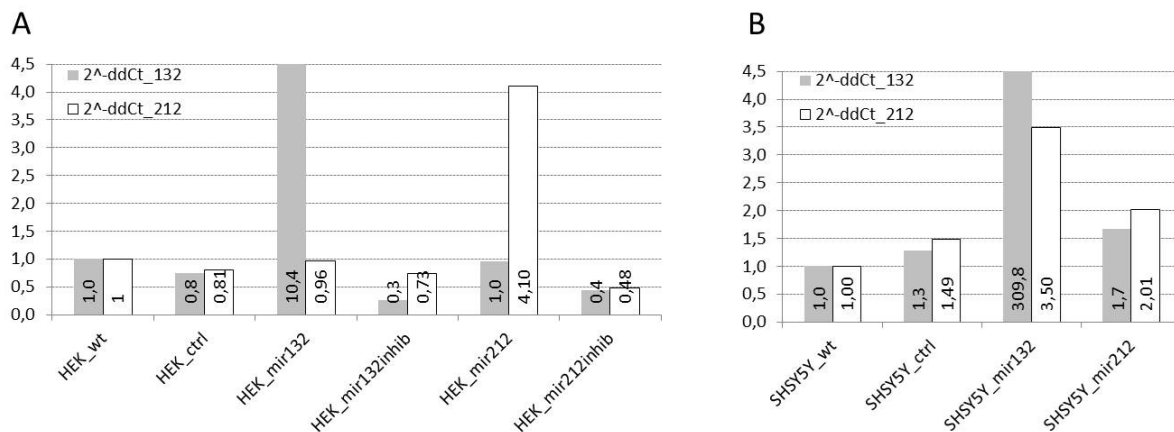 A
4,5
4,0
3,5
3,0
2,5
2,0
1,5
1,0
0,5
0,0
2^-ddCt_132
2^-ddCt_212
1,0
1
0,8
0,81
10,4
0,96
0,3
0,73
1,0
4,10
0,4
0,48
HEK_wt
HEK_ctrl
HEK_mir132
HEK_mir132inhib
HEK_mir212
HEK_mir212inhib
B
4,5
4,0
3,5
3,0
2,5
2,0
1,5
1,0
0,5
0,0
2^-ddCt_132
2^-ddCt_212
1,0
1,00
1,3
1,49
309,8
3,50
1,7
2,01
SHSY5Y_wt
SHSY5Y_ctrl
SHSY5Y_mir132
SHSY5Y_mir212